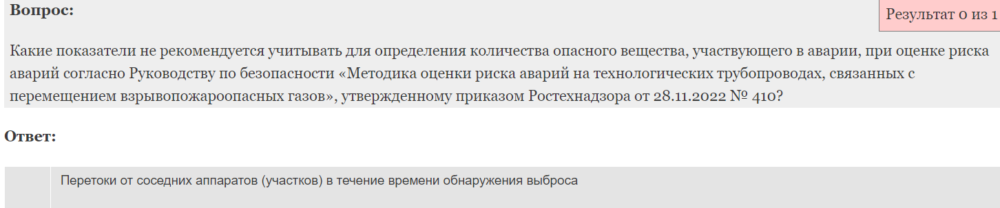 Вопрос:
Результат 0 из 1
Какие показатели не рекомендуется учитывать для определения количества опасного вещества, участвующего в аварии, при оценке риска
аварий согласно Руководству по безопасности «Методика оценки риска аварий на технологических трубопроводах, связанных с
перемещением взрывопожароопасных газов», утвержденному приказом Ростехнадзора от 28.11.2022 № 410?
Ответ:
Перетоки от соседних аппаратов (участков) в течение времени обнаружения выброса